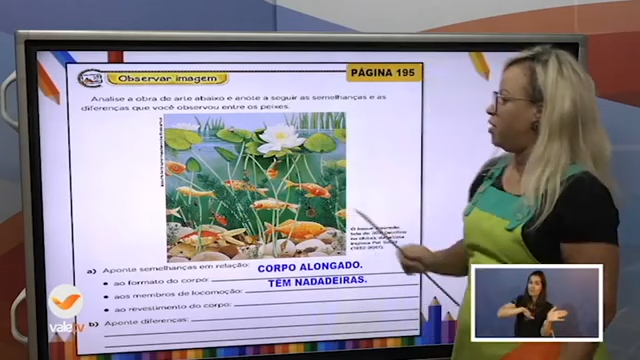 Observar imagem
PÁGINA 195
Analise a obra de arte abaixo e anote a seguir as semelhanças e as
diferenças que você observou entre os peixes.
a) Aponte semelhanças em relação: CORPO ALONGADO.
• ao formato do corpo: TEM NADADEIRAS.
• aos membros de locomoção:
• ao revestimento do corpo:
b) Aponte diferenças:
vale.tv